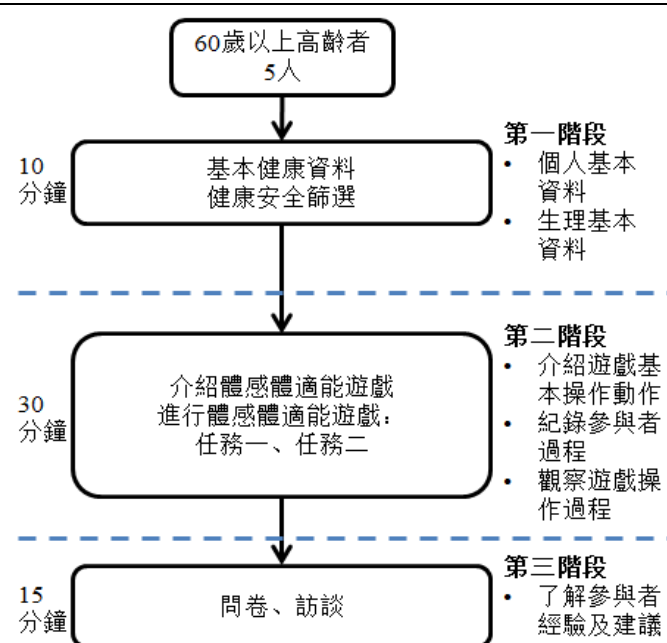 60歲以上高齡者
5人
10
分鐘
基本健康資料
健康安全篩選
第一階段
• 個人基本
資料
• 生理基本
資料
30
分鐘
介紹體感體適能遊戲
進行體感體適能遊戲：
任務一、任務二
第二階段
• 介紹遊戲基
本操作動作
• 紀錄參與者
過程
• 觀察遊戲操
作過程
15
分鐘
問卷、訪談
第三階段
• 了解參與者
經驗及建議